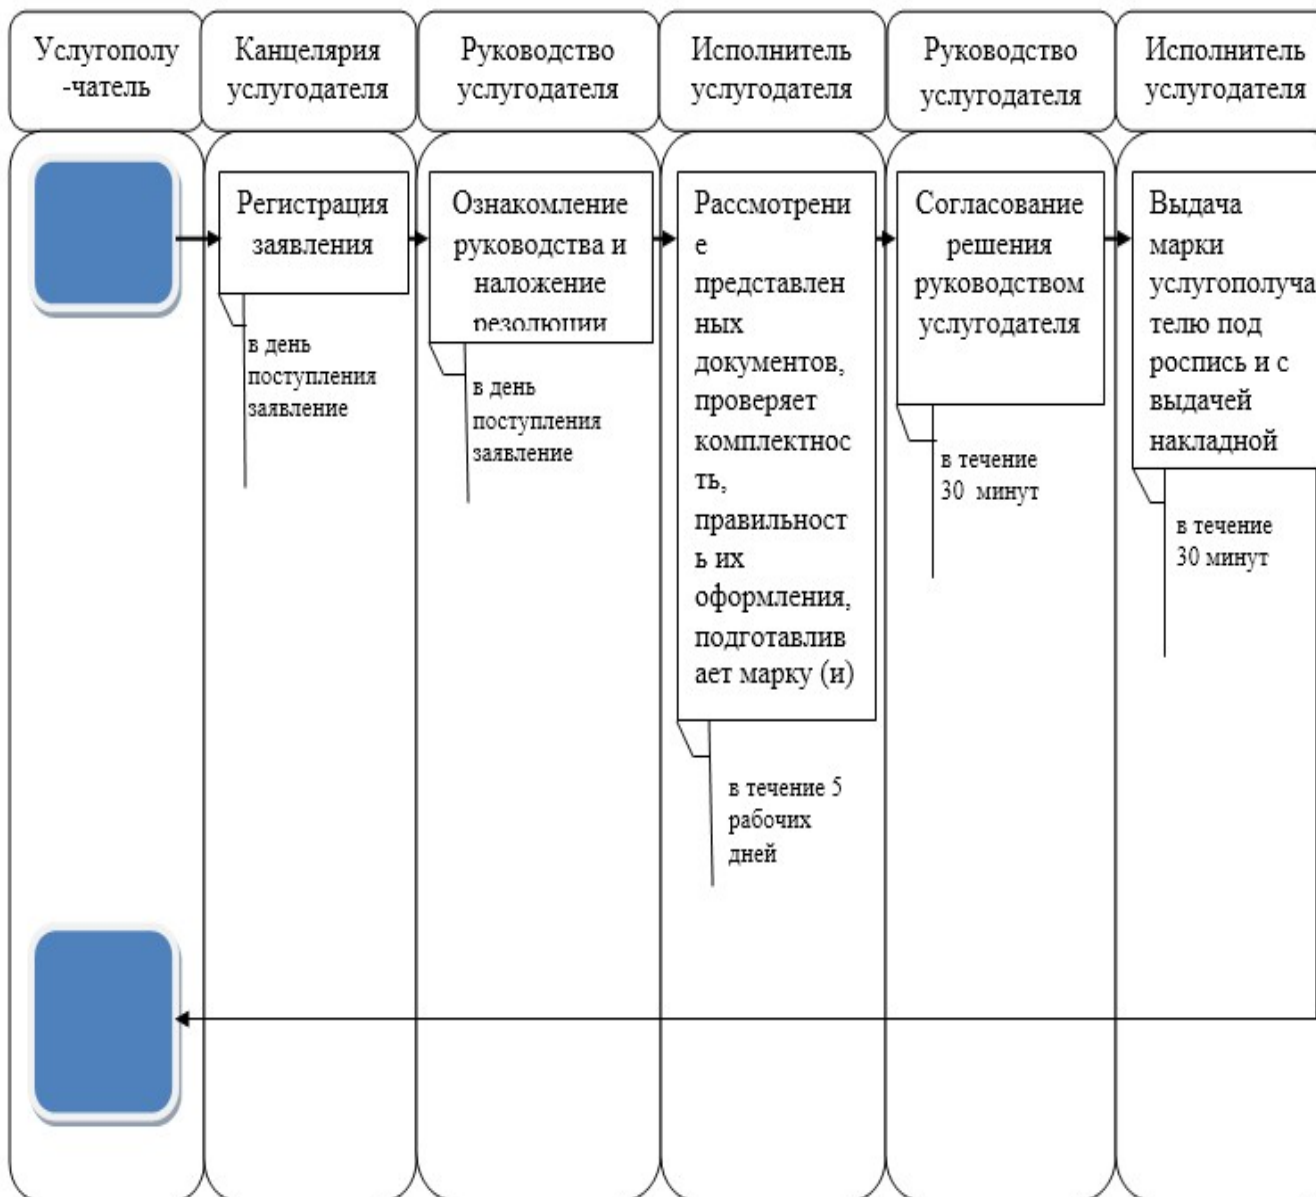 Услугополу
-чатель
Канцелярия
услугодателя
Руководство
услугодателя
Исполнитель
услугодателя
Руководство
услугодателя
Исполнитель
услугодателя
Регистрация
заявления
в день
поступления
заявление
Ознакомление
руководства и
наложение
резолюции
в день
поступления
заявление
Рассмотрени
е
представлен
ных
документов,
проверяет
комплектнос
ть,
правильност
ь их
оформления,
подготавлив
ает марку (и)
в течение 5
рабочих
дней
Согласование
решения
руководством
услугодателя
в течение
30 минут
Выдача
марки
услугополуча
телю под
роспись и с
выдачей
накладной
в течение
30 минут